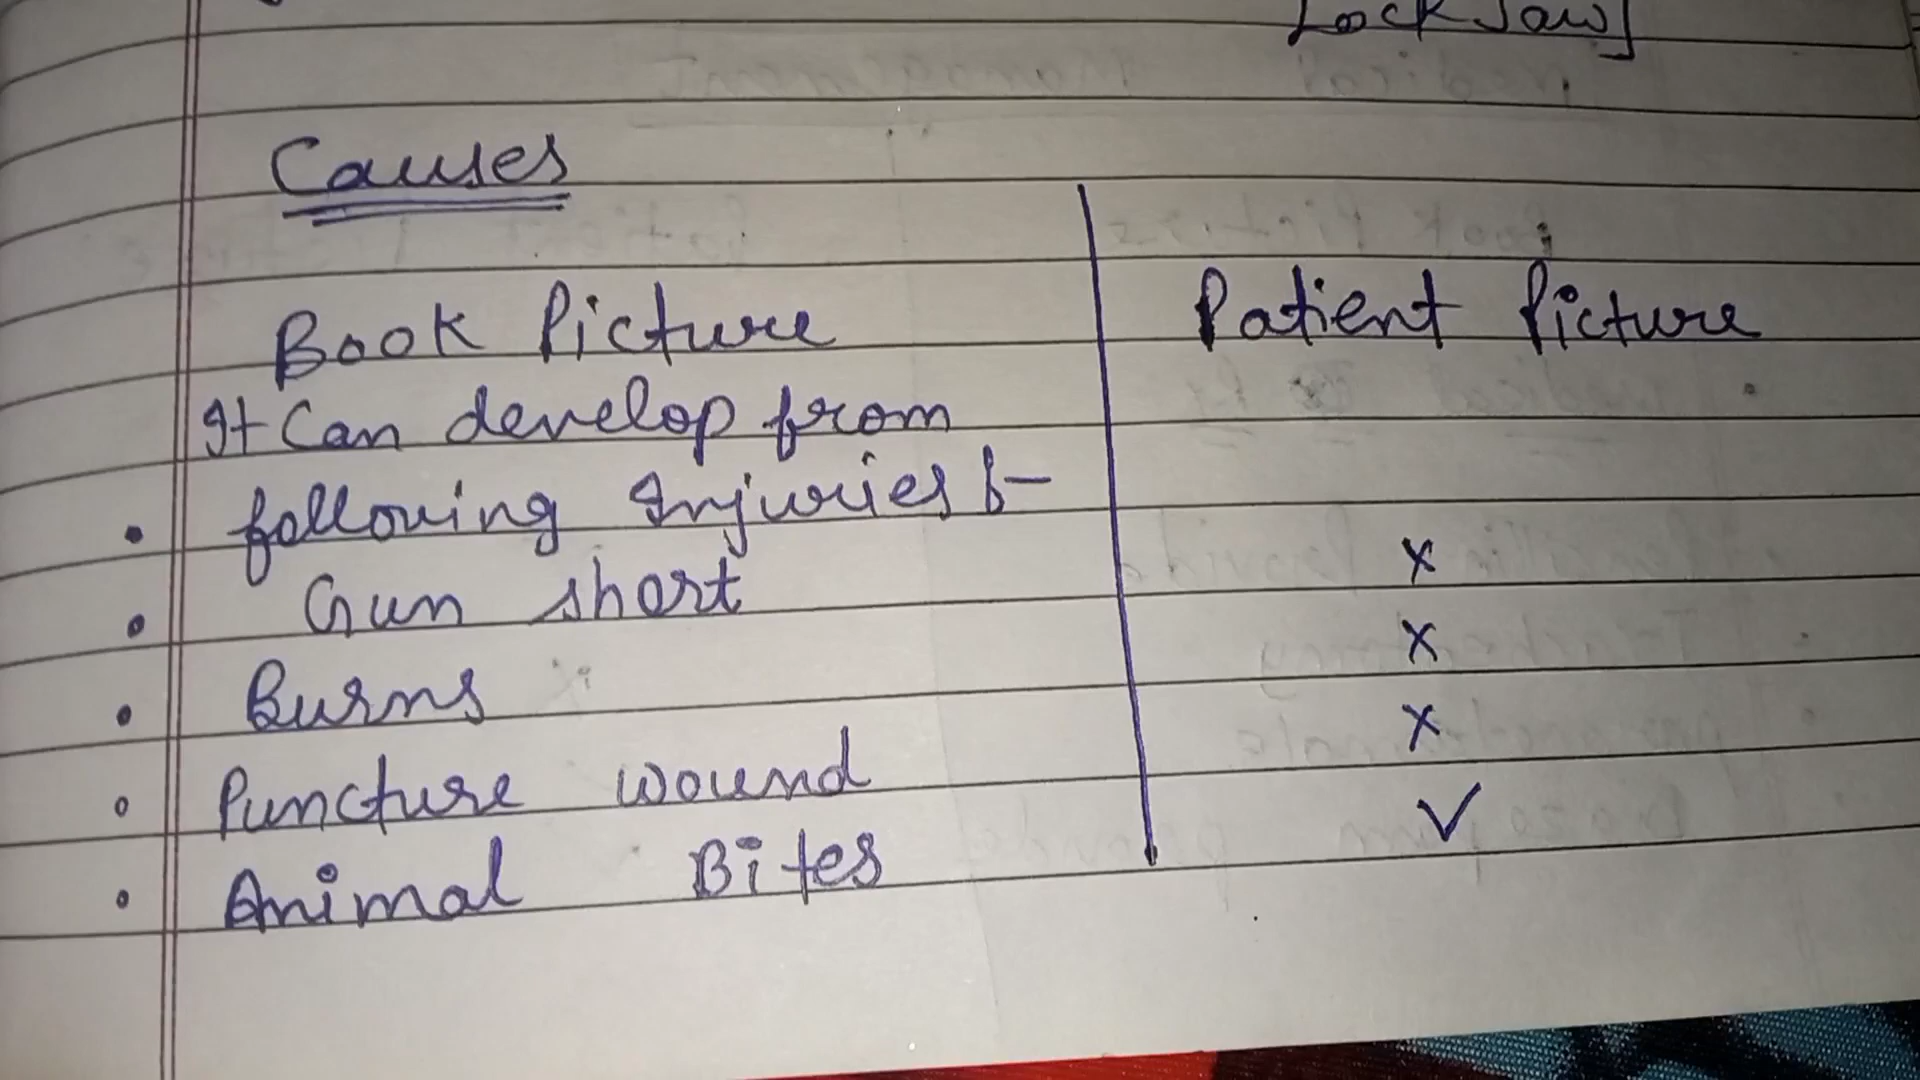 Lock Jaw]
Causes
Book Picture
Patient Picture
It Can develop from
• following Injuries :-
• Gun short
x
• Burns
x
• Puncture wound
x
• Animal Bites
✓